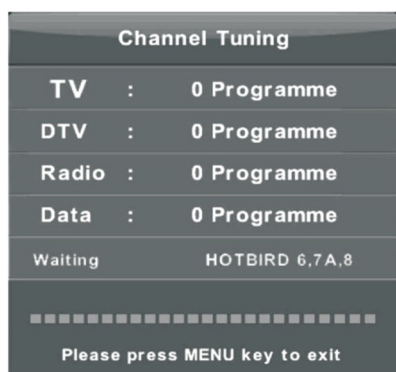 Channel Tuning
TV : 0 Programme
DTV : 0 Programme
Radio : 0 Programme
Data : 0 Programme
Waiting HOTBIRD 6,7A,8
Please press MENU key to exit